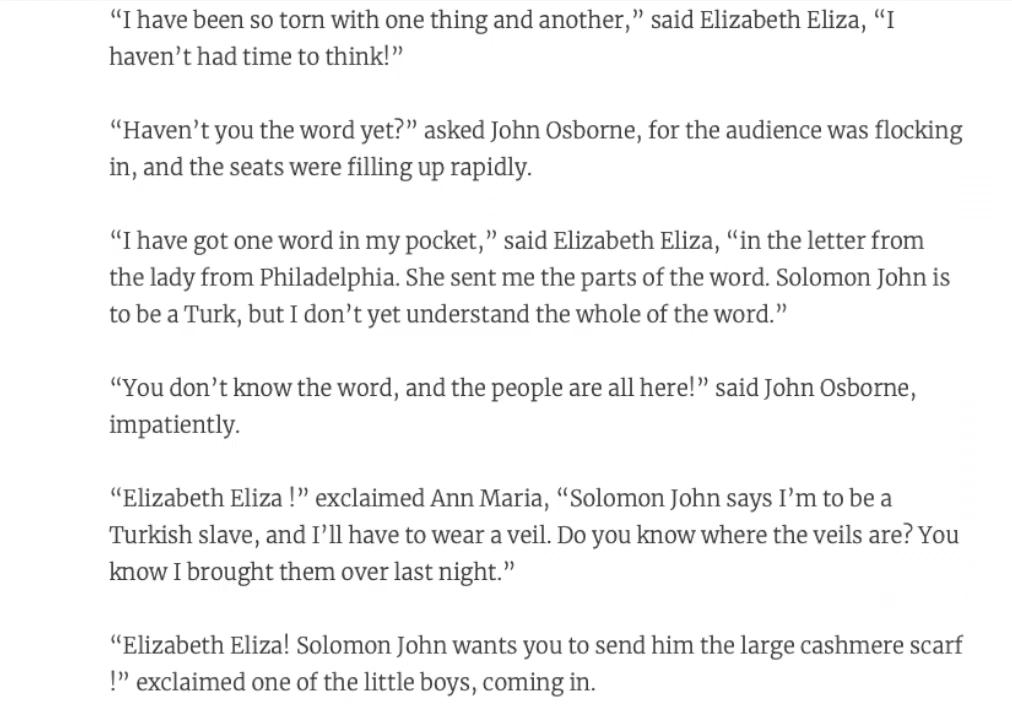 “I have been so torn with one thing and another,” said Elizabeth Eliza, “I
haven’t had time to think!”
“Haven’t you the word yet?” asked John Osborne, for the audience was flocking
in, and the seats were filling up rapidly.
“I have got one word in my pocket,” said Elizabeth Eliza, “in the letter from
the lady from Philadelphia. She sent me the parts of the word. Solomon John is
to be a Turk, but I don’t yet understand the whole of the word.”
“You don’t know the word, and the people are all here!” said John Osborne,
impatiently.
“Elizabeth Eliza !” exclaimed Ann Maria, “Solomon John says I’m to be a
Turkish slave, and I’ll have to wear a veil. Do you know where the veils are? You
know I brought them over last night.”
“Elizabeth Eliza! Solomon John wants you to send him the large cashmere scarf
!” exclaimed one of the little boys, coming in.